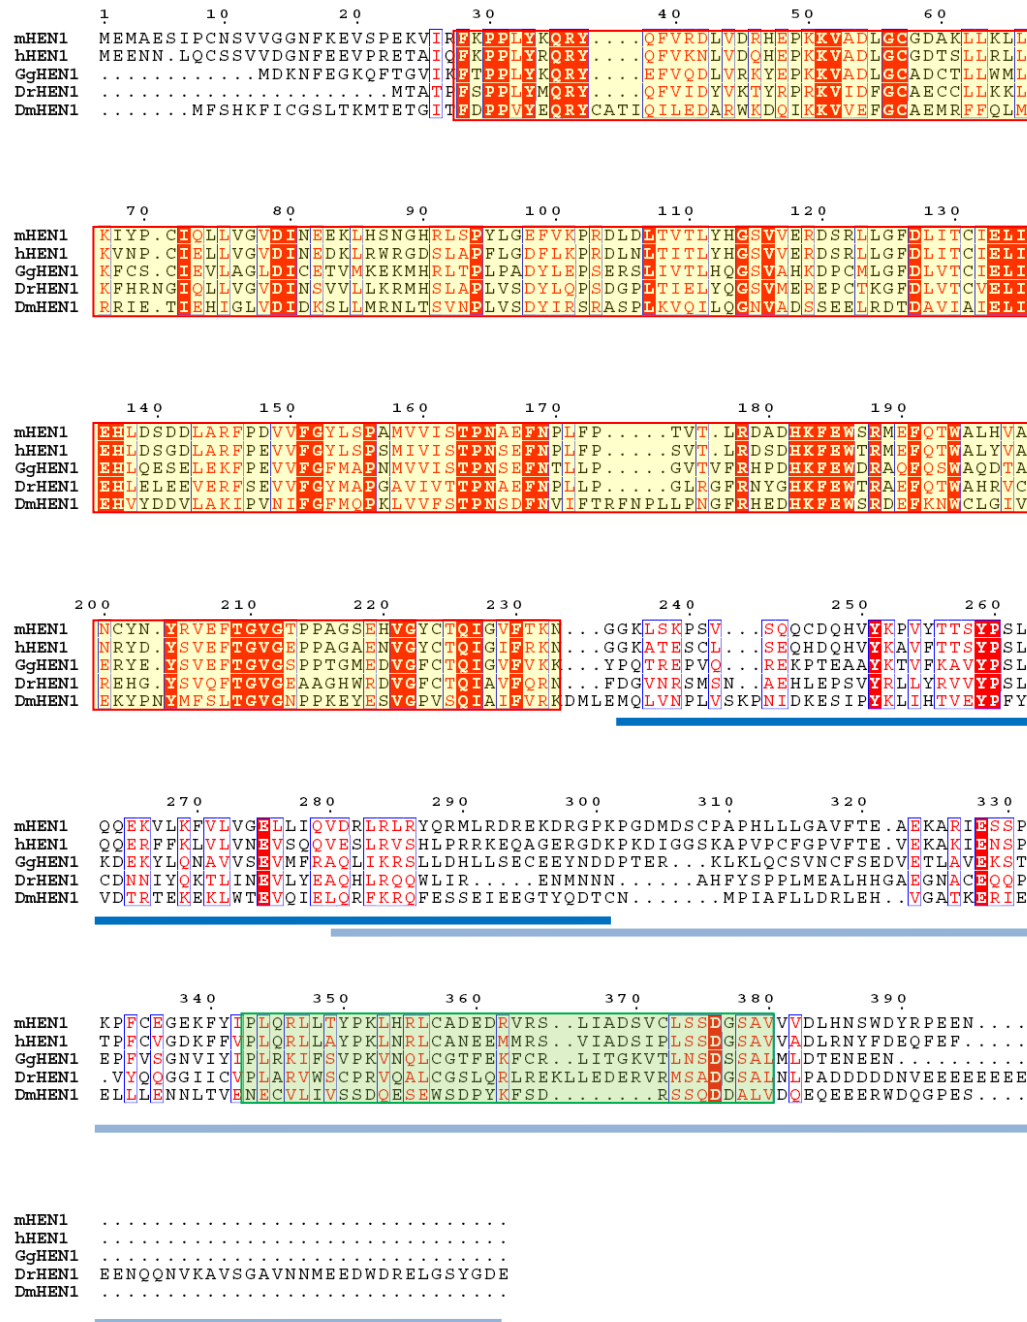 1 10 20 30 40 50 60
mHEN1 MEMAESIPCNSVVGGNFKEVSPEKVIRFKPPLYKQRY....QFVRDLVDRHEPKKVADLGCGDAKLLKLL
hHEN1 MEENN.LQCSSVVDGNFEEVPRETAIQFKPPLYRQRY....QFVKNLVDQHEPKKVADLGCGDTSLLRLL
GgHEN1 ............MDKNFEGKQFTGVIKFTPPLYKQRY....EFVQDLVRKYEPKKVADLGCADCTLLWML
DrHEN1 ......................MTATPFSPPLYMQRY....QFVIDYVKTYRPRKVIDFGCAECCLLKKL
DmHEN1 .......MFSHKFICGSLTKMTETGITFDPPVYEQRYCATIQILEDARWKDQIKKVVEFGCAEMRFFQLM
70 80 90 100 110 120 130
mHEN1 KIYP.CIQLLVGVDINEEKLHSNGHRLSPYLGEFVKPRDLDLTVTLYHGSVVERDSRLLGFDLITCIELI
hHEN1 KVNP.CIELLVGVDINEDKLRWRGDSLAPFLGDFLKPRDLNLTITLYHGSVVERDSRLLGFDLITCIELI
GgHEN1 KFCS.CIEVLAGLDICETVMKEKMHRLTPLPADYLEPSERSLIVTLHQGSVAHKDPCMLGFDLVTCIELI
DrHEN1 KFHRNGIQLLVGVDINSVVLLKRMHSLAPLVSDYLQPSDGPLTIELYQGSVMEREPCTKGFDLVTCVELI
DmHEN1 RRIE.TIEHIGLVDIDKSLLMRNLTSVNPLVSDYIRSRASPLKVQILQGNVADSSEELRDTDAVIAIELI
140 150 160 170 180 190
mHEN1 EHLDSDDLARFPDVVFGYLSPAMVVISTPNAEFNPLFP.....TVT.LRDADHKFEWSRMEFQTWALHVA
hHEN1 EHLDSGDLARFPEVVFGYLSPSMIVISTPNSEFNPLFP.....SVT.LRDSDHKFEWTRMEFQTWALYVA
GgHEN1 EHLQESELEKFPEVVFGFMAPNMVVISTPNSEFNTLLP.....GVTVFRHPDHKFEWDRAQFQSWAQDTA
DrHEN1 EHLELEEVERFSEVVFGYMAPGAVIVTTPNAEFNPLLP.....GLRGFRNYGHKFEWTRAEFQTWAHRVC
DmHEN1 EHVYDDVLAKIPVNIFGFMQPKLVVFSTPNSDFNVIFTRFNPLLPNGFRHEDHKFEWSRDEFKNWCLGIV
200 210 220 230 240 250 260
mHEN1 NCYN.YRVEFTGVGTPPAGSEHVGYCTQIGVFTKN...GGKLSKPSV...SQQCDQHVYKPVYTTSYPSL
hHEN1 NRYD.YSVEFTGVGEPPAGAENVGYCTQIGIFRKN...GGKATESCL...SEQHDQHVYKAVFTTSYPSL
GgHEN1 ERYE.YSVEFTGVGSPPTGMEDVGFCTQIGVFVKK...YPQTREPVQ...REKPTEAAYKTVFKAVYPSL
DrHEN1 REHG.YSVQFTGVGEAAGHWRDVGFCTQIAVFQRN...FDGVNRSMSN..AEHLEPSVYRLLYRVVYPSL
DmHEN1 EKYPNYMFSLTGVGNPPKEYESVGPVSQIAIFVRKDMLEMQLVNPLVSKPNIDKESIPYKLIHTVEYPFY
270 280 290 300 310 320 330
mHEN1 QQEKVLKFVLVGELLIQVDRLRLRYQRMLRDREKDRGPKPGDMDSCPAPHLLLGAVFTE.AEKARIESSP
hHEN1 QQERFFKLVLVNEVSQQVESLRVSHLPRRKEQAGERGDKPKDIGGSKAPVPCFGPVFTE.VEKAKIENSP
GgHEN1 KDEKYLQNAVVSEVMFRAQLIKRSLLDHLLSECEEYNDDPTER...KLKLQCSVNCFSEDVETLAVEKST
DrHEN1 CDNNIYQKTLINEVLYEAQHLRQQWLIR.....ENMNNN......AHFYSPPLMEALHHGAEGNACEQQP
DmHEN1 VDTRTEKEKLWTEVQIELQRFKRQFESSEIEEGTYQDTCN.....MPIAFLLDRLEH..VGATKERIE
340 350 360 370 380 390
mHEN1 KPFCEGEKFYIPLQRLLTYPKLHRLCADEDRVRS..LIADSVCLSSDGSAVVVDLHNSWDYRPEEN....
hHEN1 TPFCVGDKFFVPLQRLLAYPKLNRLCANEEMMRS..VIADSIPLSSDGSAVVADLRNYFDEQFEF.....
GgHEN1 EPFVSGNVIYIPLRKIFSVPKVNQLCGTFEKFCR..LITGKVTLNSDSSALMLDTENEEN..........
DrHEN1 .VYQQGGIICVPLARVWSCPRVQALCGSLQRLREKLLEDERVRMSADGSALNLPADDDDDNVEEEEEEEE
DmHEN1 ELLLENNLTVENECVLIVSSDQESEWSDPYKFSD.......RSSQDDALVDQEQEEERWDQGPES....
mHEN1 ...............................
hHEN1 ...............................
GgHEN1 ...............................
DrHEN1 EENQQNVKAVSGAVNNMEEDWDRELGSYGDE
DmHEN1 ...............................